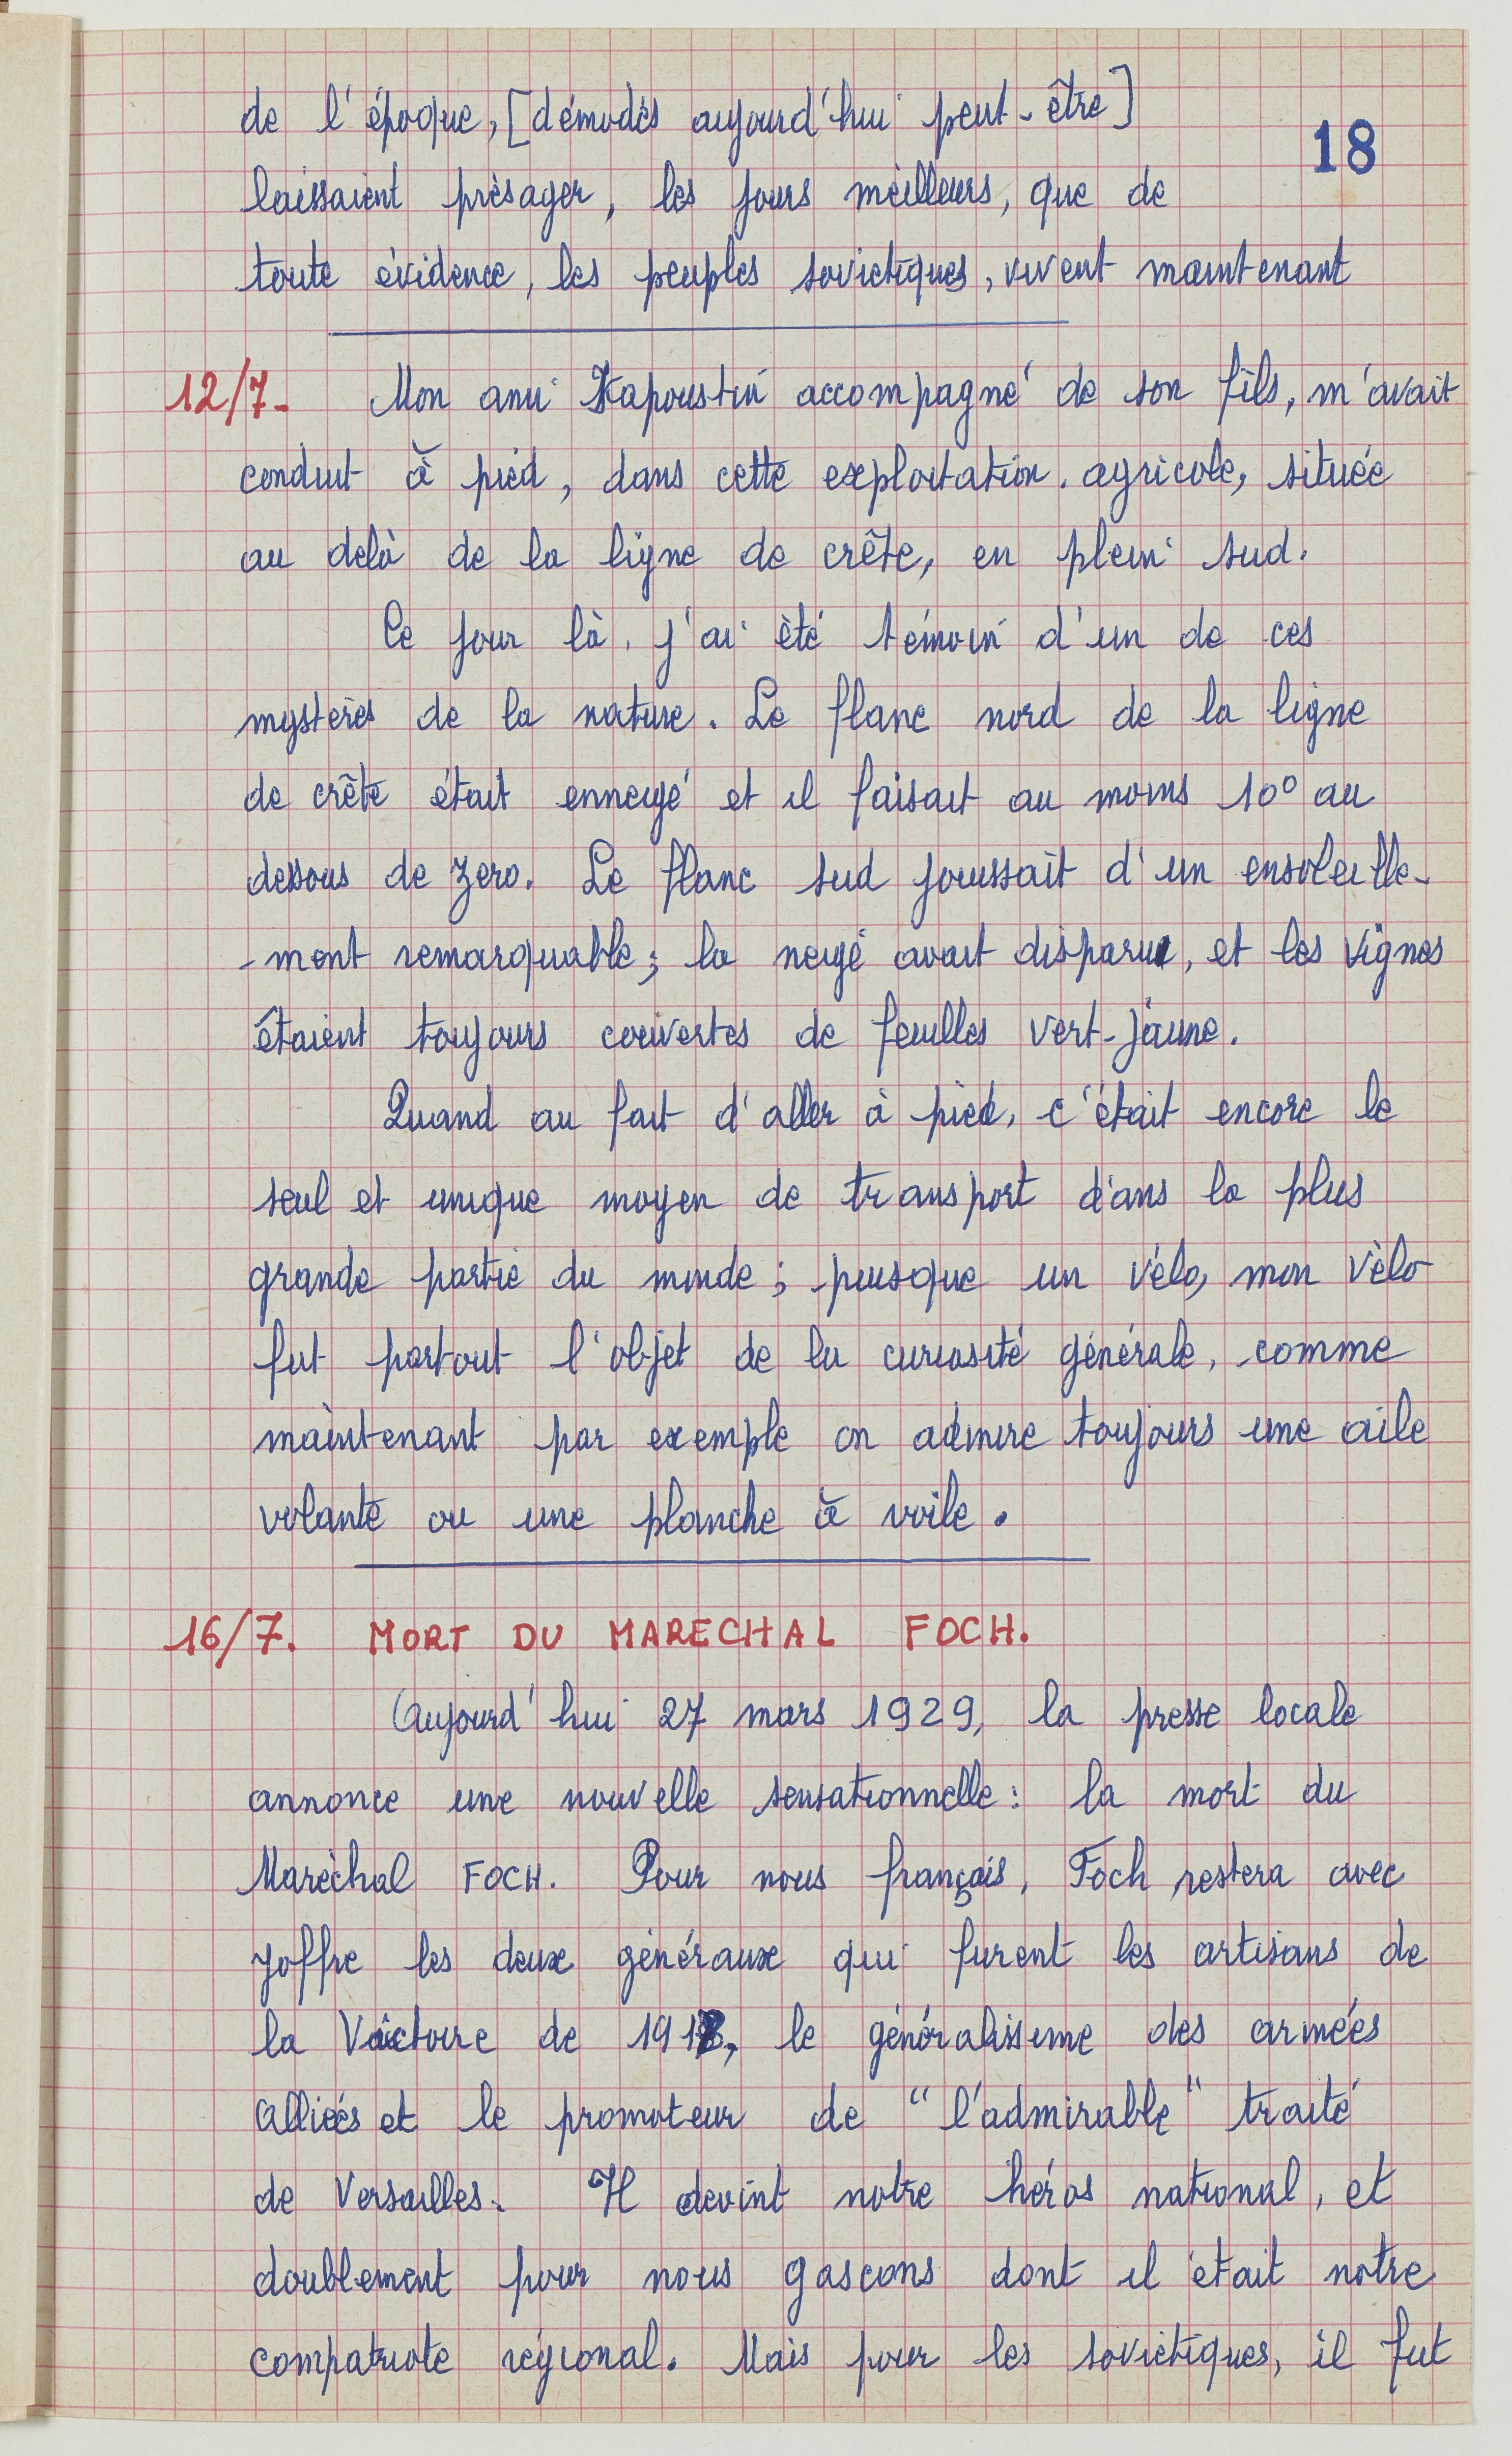 18
de l'époque, [démodés aujourd'hui peut-être]
laissaient présager, les jours meilleurs, que de
toute évidence, les peuples soviétiques, vivent maintenant
12/7- Mon ami Kapoustin accompagné de son fils, m'avait
conduit à pied, dans cette exploitation agricole, située
au delà de la ligne de crête, en plein sud.
Ce jour là, j'ai été témoin d'un de ces
mystères de la nature. Le flanc nord de la ligne
de crête était enneigé et il faisait au moins 10° au
dessous de zero. Le flanc sud jouissait d'un ensoleille-
-ment remarquable; la neige avait disparu, et les vignes
étaient toujours couvertes de feuilles vert-jaune.
Quand au fait d'aller à pied, c'était encore le
seul et unique moyen de transport dans la plus
grande partie du monde; puisque un vélo, mon vélo
fut partout l'objet de la curiosité générale, comme
maintenant par exemple on admire toujours une aile
volante ou une planche à voile.
16/7. MORT DU MARECHAL FOCH.
Aujourd'hui 27 mars 1929, la presse locale
annonce une nouvelle sensationnelle: la mort du
Maréchal FOCH. Pour nous français, Foch restera avec
Joffre les deux généraux qui furent les artisans de
la Victoire de 1918, le généralissime des armées
Alliées et le promoteur de "l'admirable" traité
de Versailles. Il devint notre héros national, et
doublement pour nous gascons dont il était notre
compatriote régional. Mais pour les soviétiques, il fut